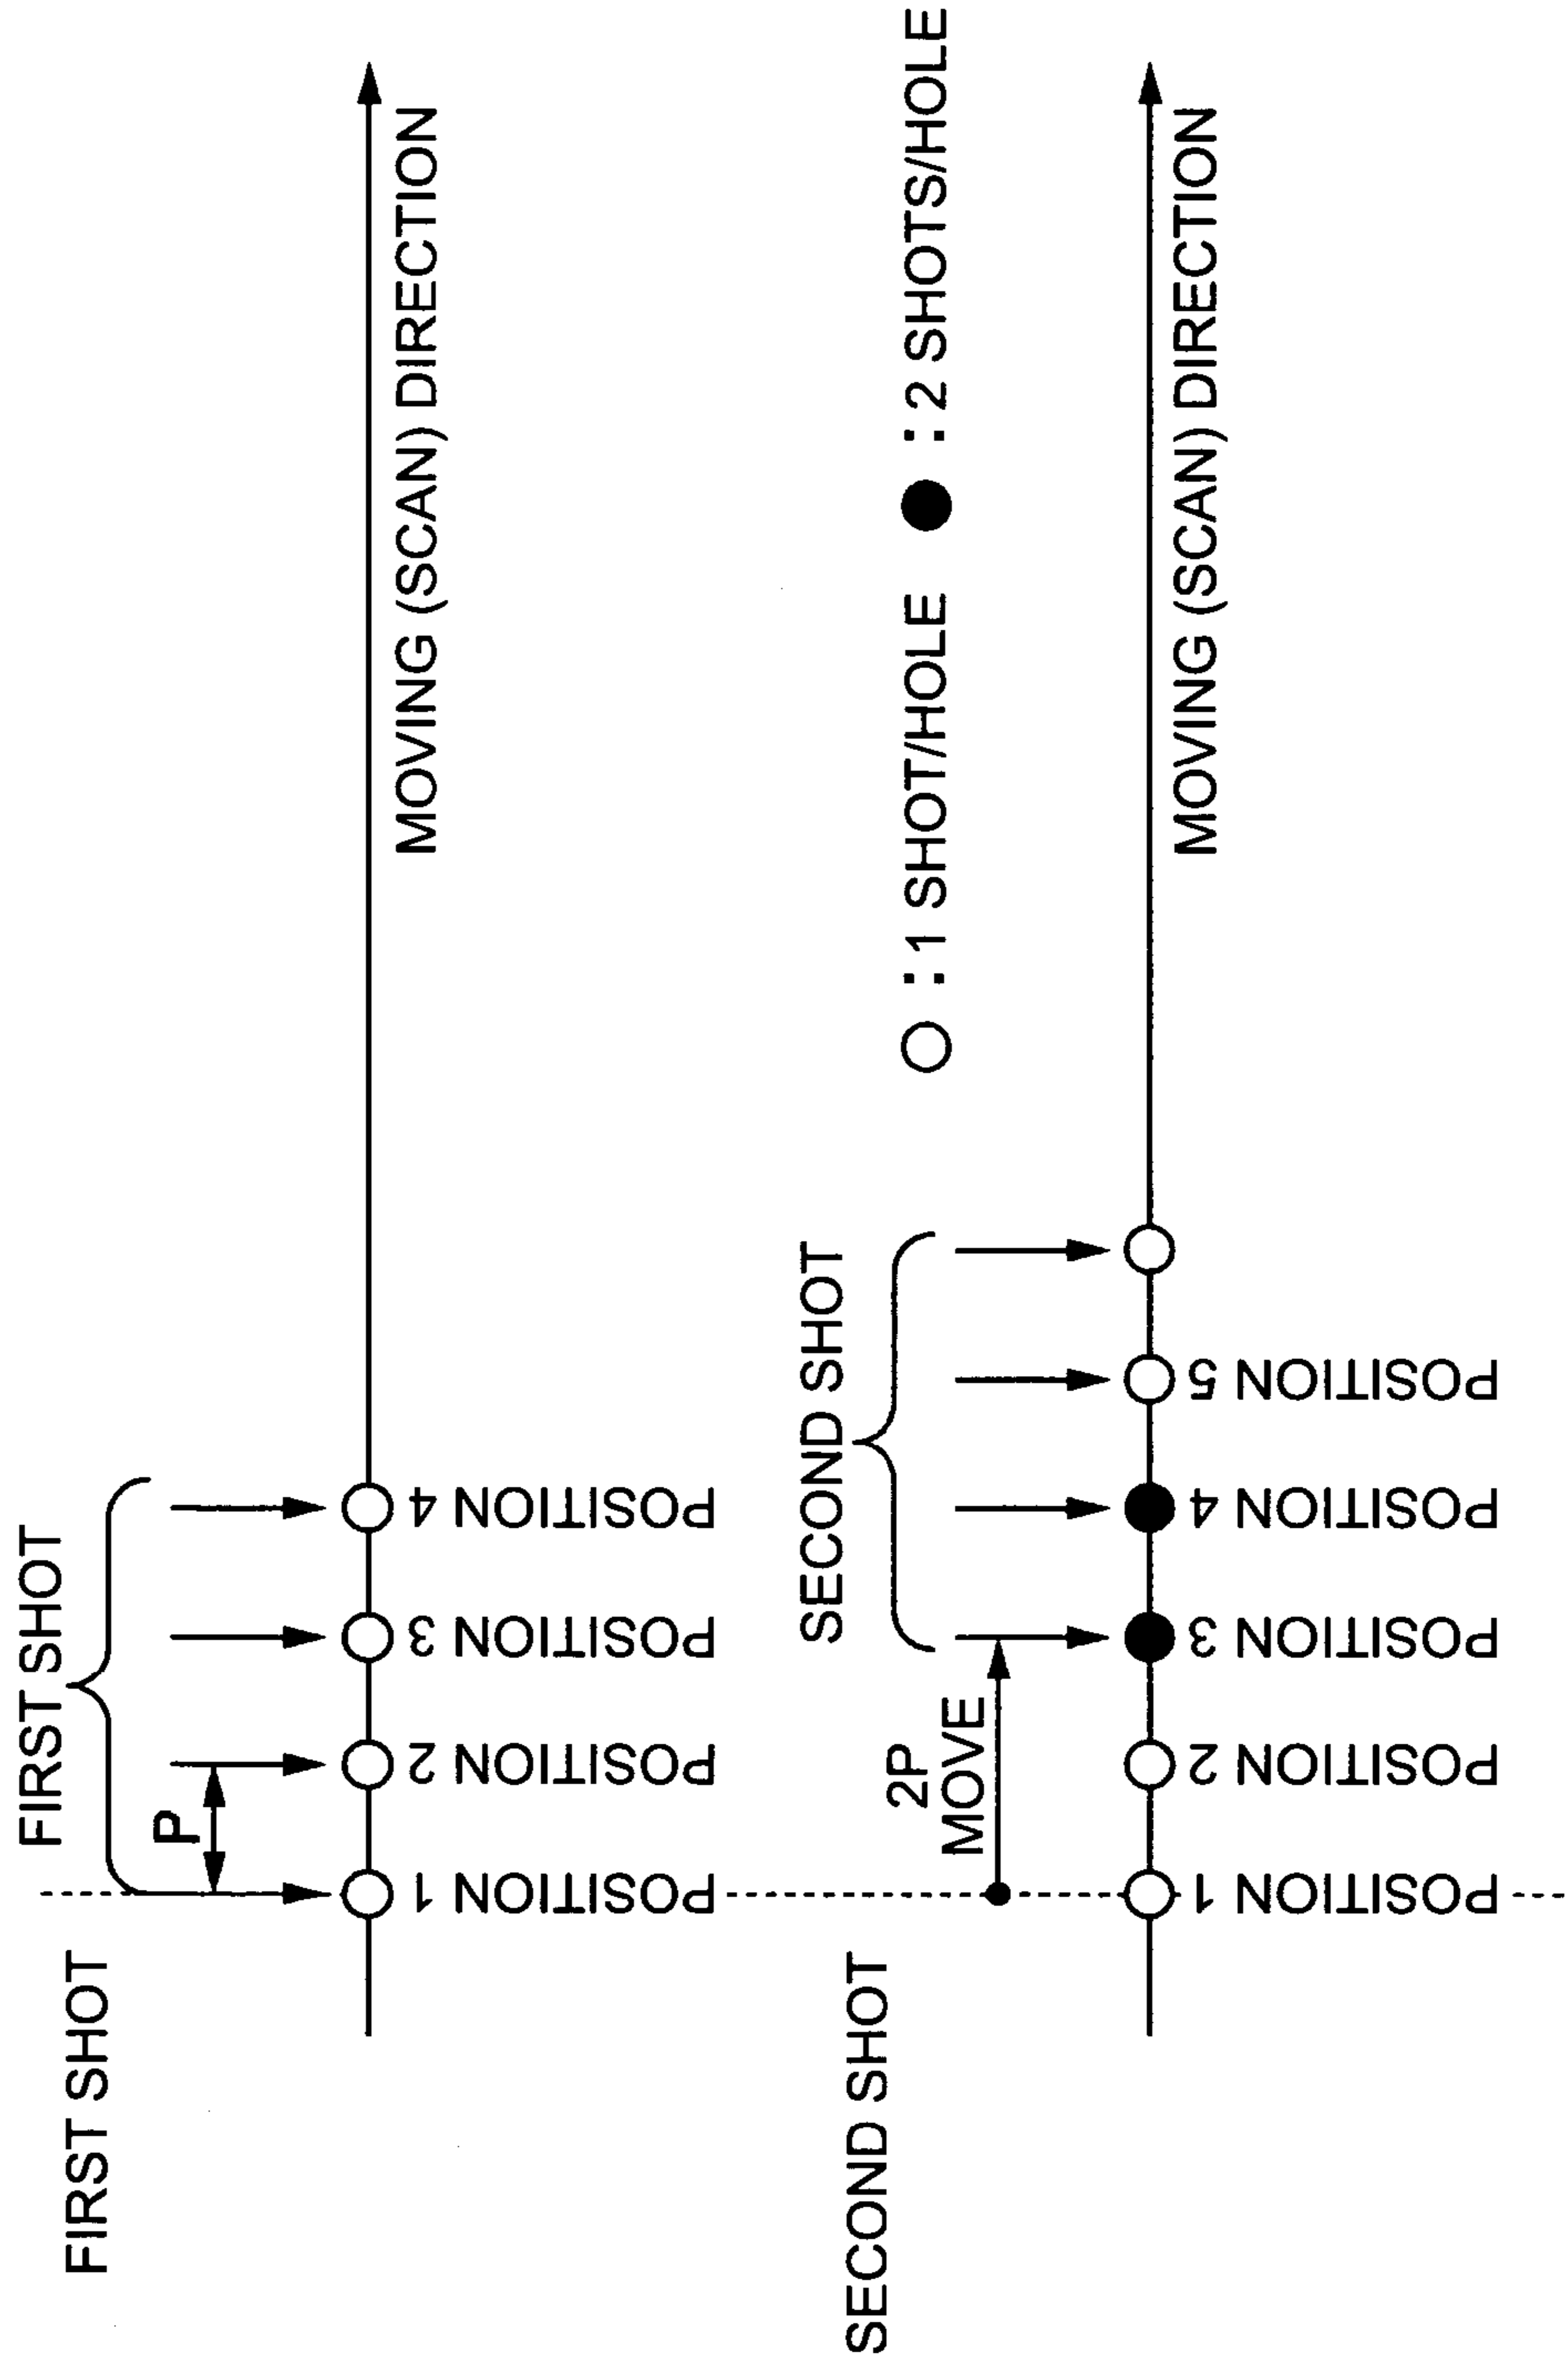 FIRST SHOT
FIRST SHOT
P
POSITION 1
POSITION 2
POSITION 3
POSITION 4
MOVING (SCAN) DIRECTION
: 1 SHOT/HOLE
: 2 SHOTS/HOLE
SECOND SHOT
SECOND SHOT
2P
MOVE
POSITION 1
POSITION 2
POSITION 3
POSITION 4
POSITION 5
MOVING (SCAN) DIRECTION